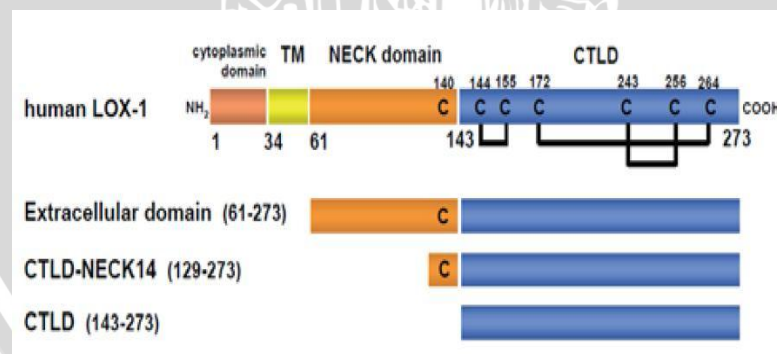 cytoplasmic domain TM NECK domain CTLD
140 144 155 172 243 256 264
human LOX-1 NH2 C C C C C C C COOH
1 34 61 143 273
Extracellular domain (61-273) C
CTLD-NECK14 (129-273) C
CTLD (143-273)